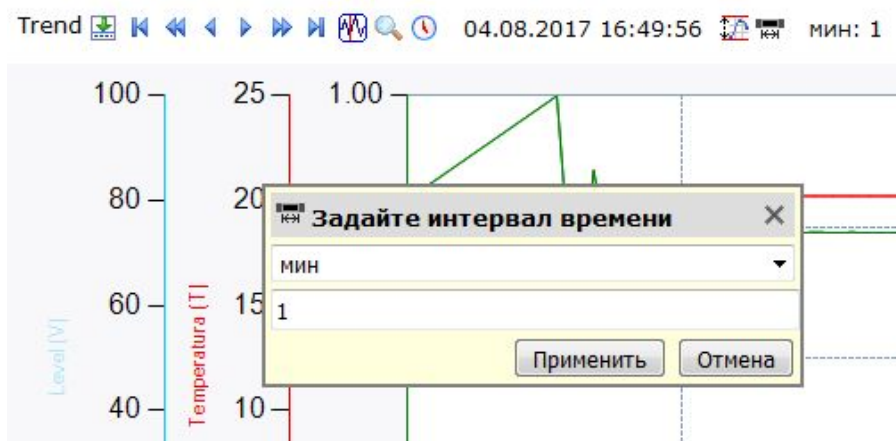 Trend 04.08.2017 16:49:56 мин: 1
100 25 1.00
80 20
Задайте интервал времени
мин
60 15 1
Level [V]
Temperatura [T]
Применить Отмена
40 10